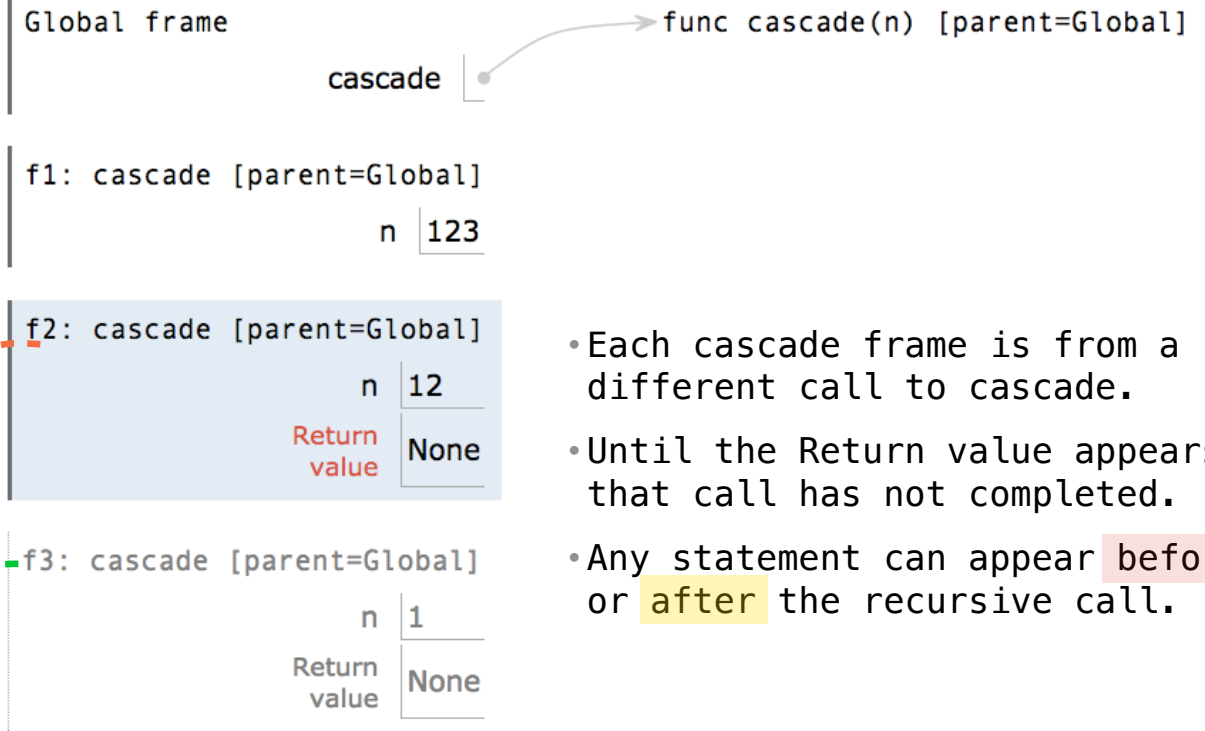 Global frame
func cascade(n) [parent=Global]
cascade
f1: cascade [parent=Global]
n 123
f2: cascade [parent=Global]
n 12
Return
value
None
f3: cascade [parent=Global]
n 1
Return
value
None
•Each cascade frame is from a
different call to cascade.
•Until the Return value appears
that call has not completed.
•Any statement can appear
or after the recursive call.